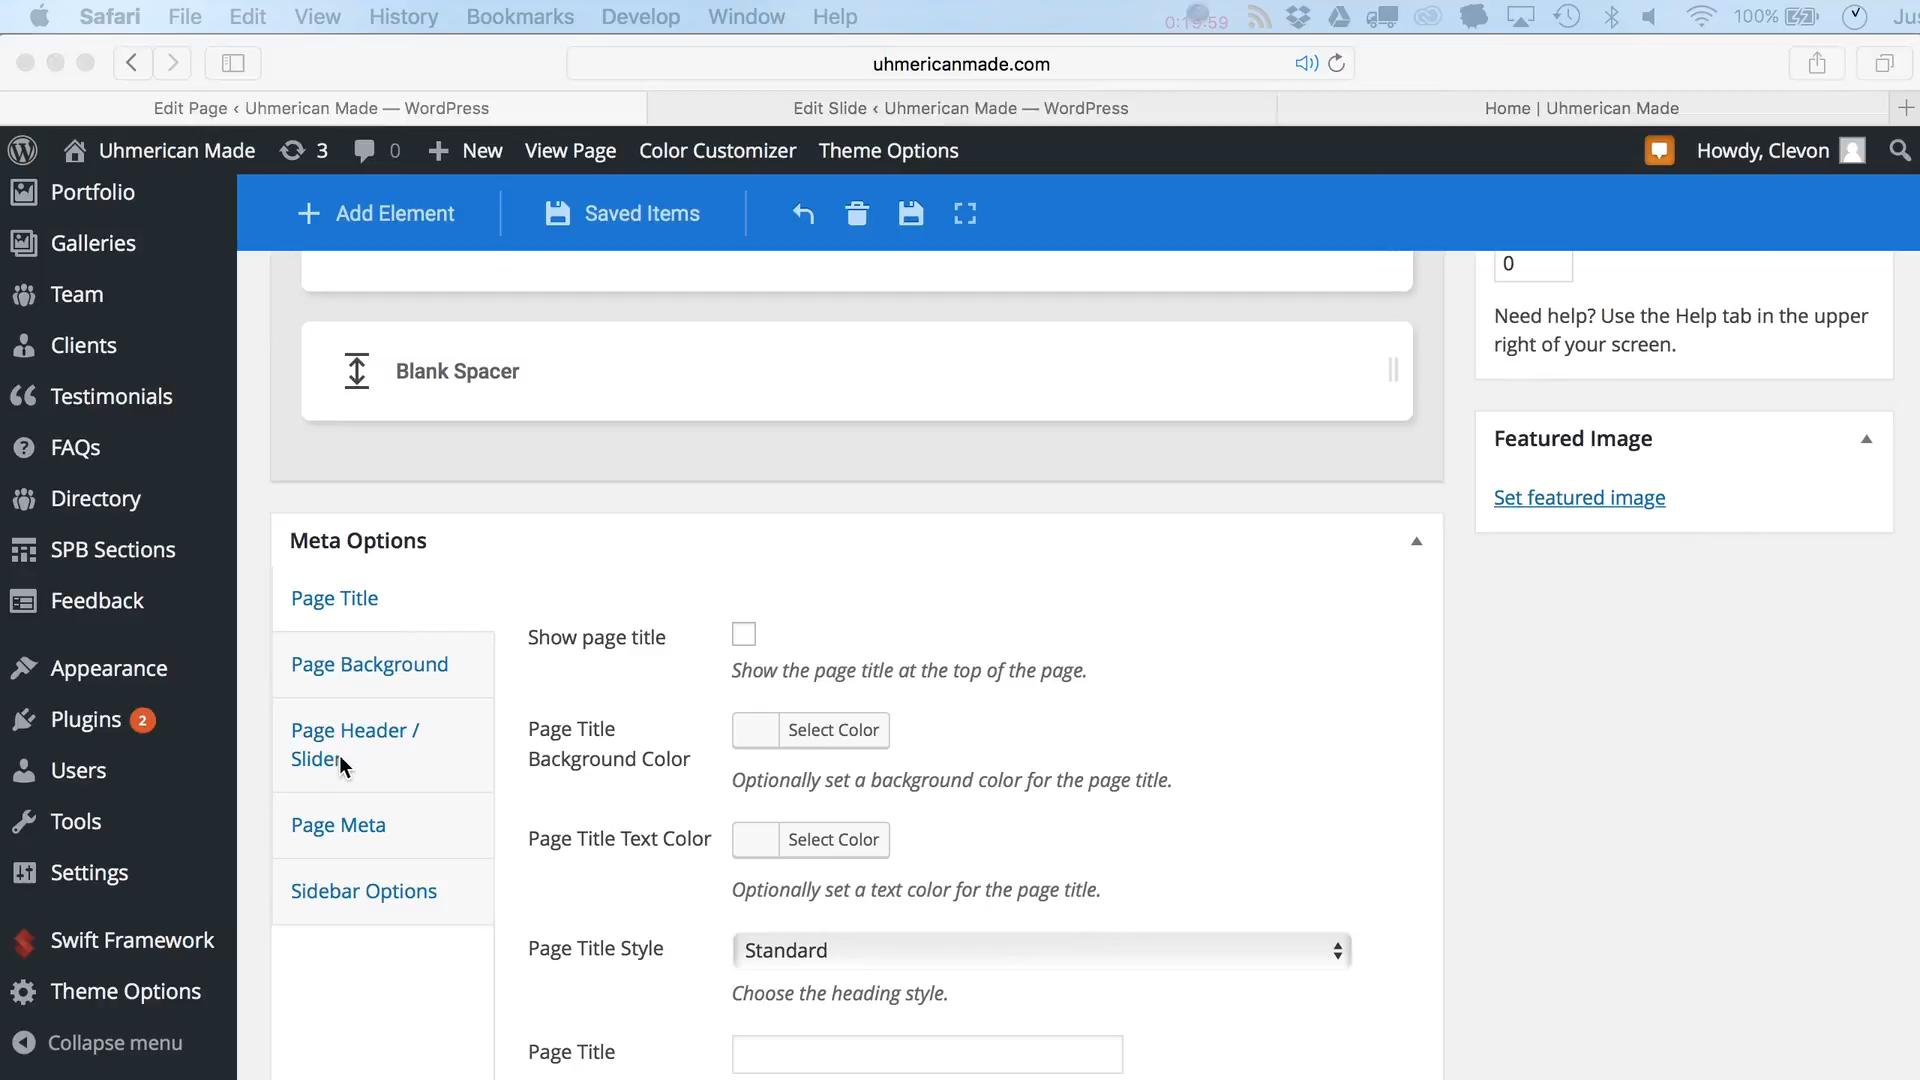 Safari File Edit View History Bookmarks Develop Window Help 0:19:59 100% Jus
uhmericanmade.com
Edit Page ‹ Uhmerican Made — WordPress Edit Slide ‹ Uhmerican Made — WordPress Home | Uhmerican Made
Uhmerican Made 3 0 New View Page Color Customizer Theme Options Howdy, Clevon
Portfolio
Galleries
Team
Clients
Testimonials
FAQs
Directory
SPB Sections
Feedback
Appearance
Plugins 2
Users
Tools
Settings
Swift Framework
Theme Options
Collapse menu
Add Element Saved Items
Blank Spacer
Meta Options
Page Title
Page Background
Page Header /
Slider
Page Meta
Sidebar Options
Show page title
Show the page title at the top of the page.
Page Title
Background Color
Select Color
Optionally set a background color for the page title.
Page Title Text Color
Select Color
Optionally set a text color for the page title.
Page Title Style
Standard
Choose the heading style.
Page Title
0
Need help? Use the Help tab in the upper
right of your screen.
Featured Image
Set featured image